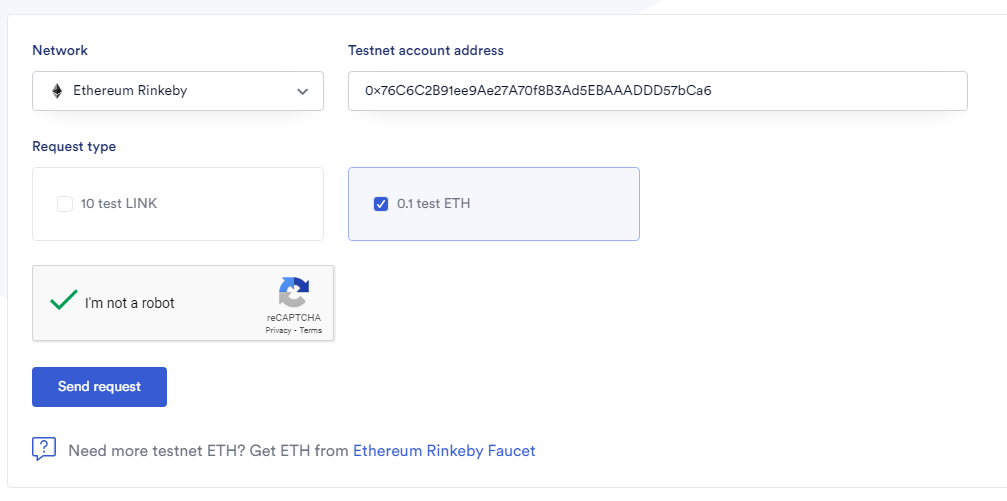 Network
Testnet account address
Ethereum Rinkeby
0x76C6C2B91ee9Ae27A70f8B3Ad5EBAAADDD57bCa6
Request type
10 test LINK
0.1 test ETH
I'm not a robot
reCAPTCHA
Privacy - Terms
Send request
Need more testnet ETH? Get ETH from Ethereum Rinkeby Faucet